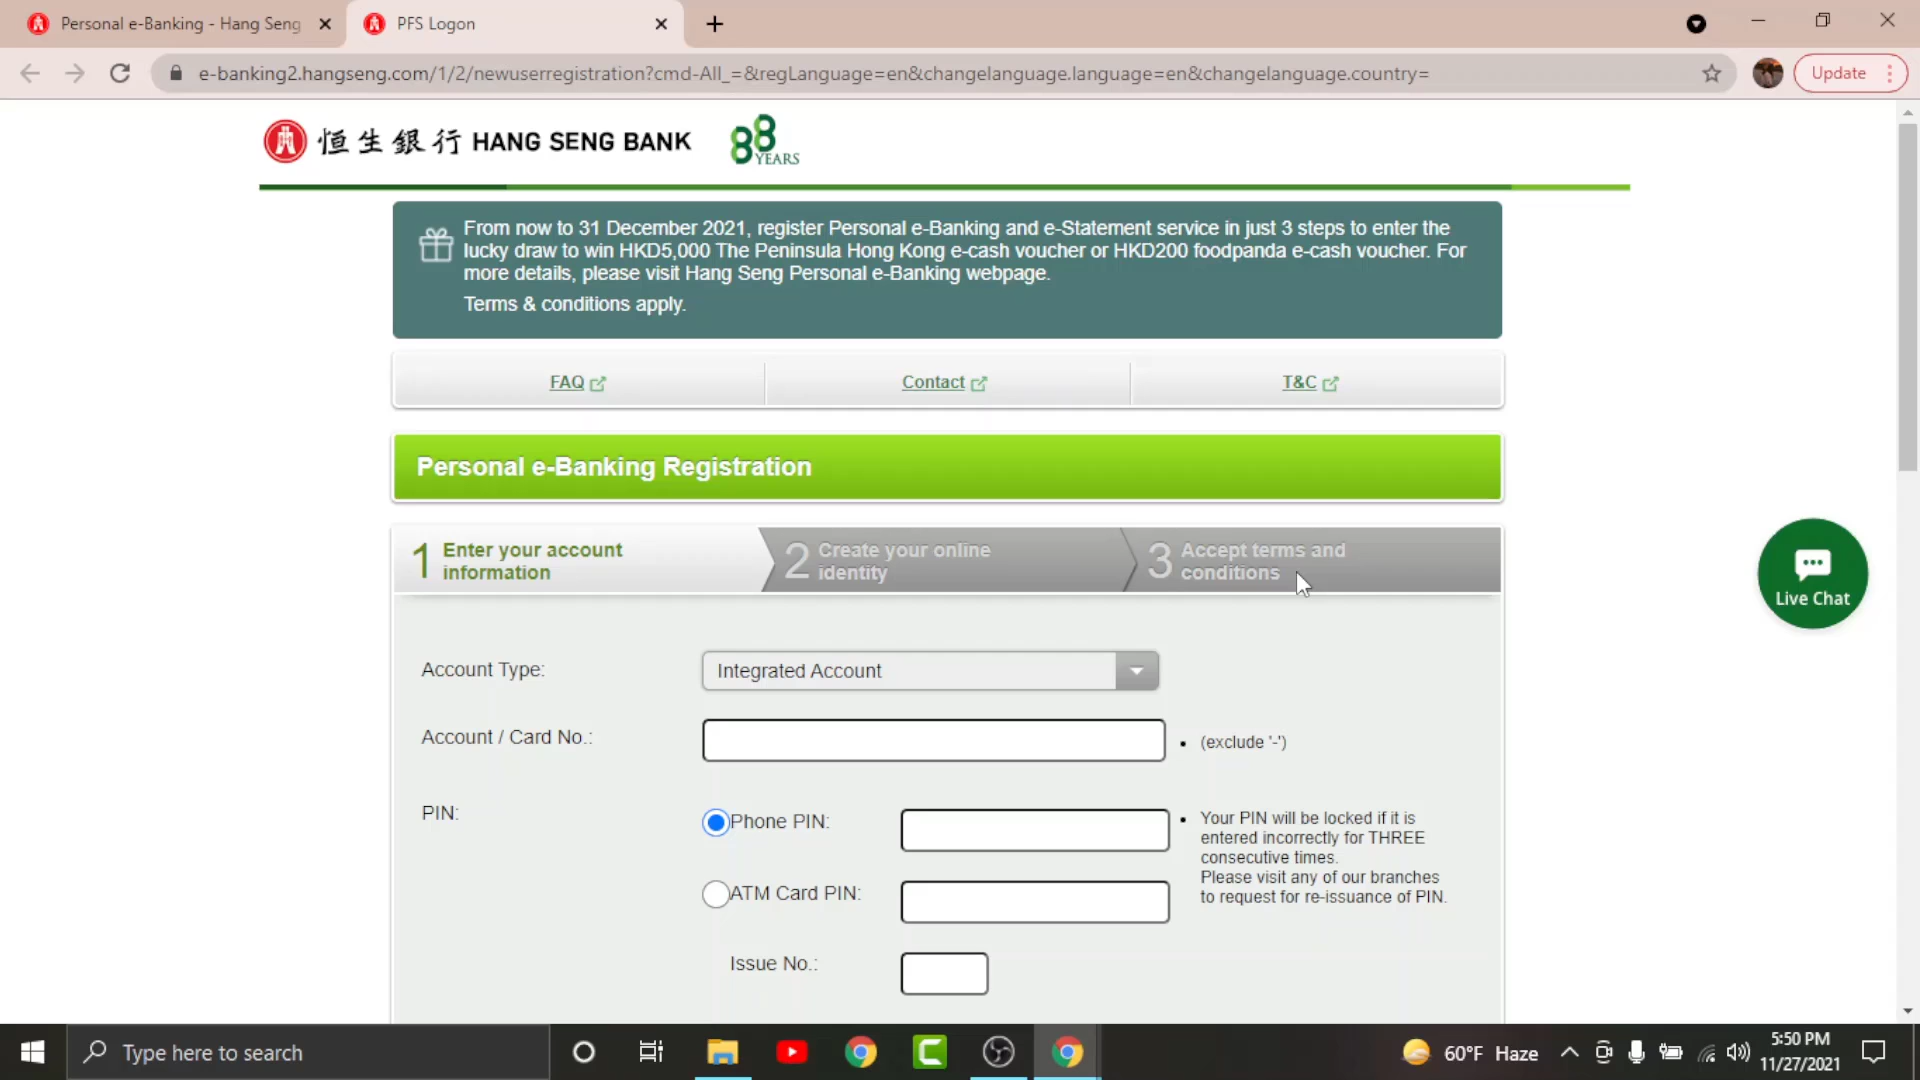 Personal e-Banking - Hang Seng
PFS Logon
e-banking2.hangseng.com/1/2/newuserregistration?cmd-All_=&regLanguage=en&changelanguage.language=en&changelanguage.country=
Update
恒生銀行 HANG SENG BANK
88 YEARS
From now to 31 December 2021, register Personal e-Banking and e-Statement service in just 3 steps to enter the
lucky draw to win HKD5,000 The Peninsula Hong Kong e-cash voucher or HKD200 foodpanda e-cash voucher. For
more details, please visit Hang Seng Personal e-Banking webpage.
Terms & conditions apply.
FAQ
Contact
T&C
Personal e-Banking Registration
1 Enter your account
information
2 Create your online
identity
3 Accept terms and
conditions
Live Chat
Account Type:
Integrated Account
Account / Card No.:
(exclude '-')
PIN:
Phone PIN:
Your PIN will be locked if it is
entered incorrectly for THREE
consecutive times.
Please visit any of our branches
to request for re-issuance of PIN.
ATM Card PIN:
Issue No.:
Type here to search
60°F Haze
5:50 PM
11/27/2021